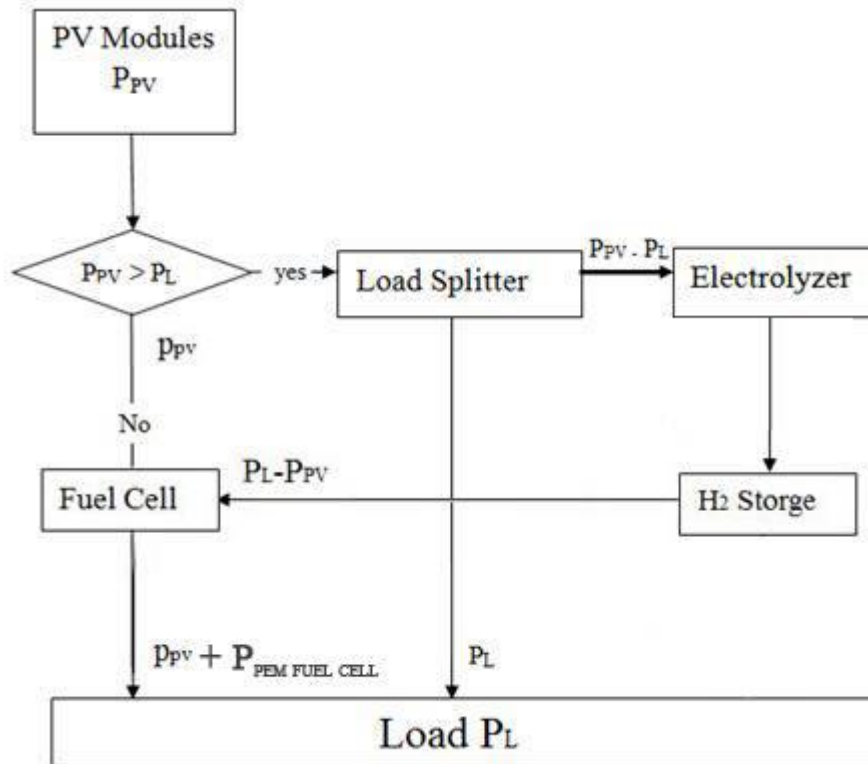 PV Modules
PPV
PPV > PL
yes
Load Splitter
PPV - PL
Electrolyzer
pPV
No
Fuel Cell
PL-PPV
H2 Storge
pPV + P PEM FUEL CELL
PL
Load PL